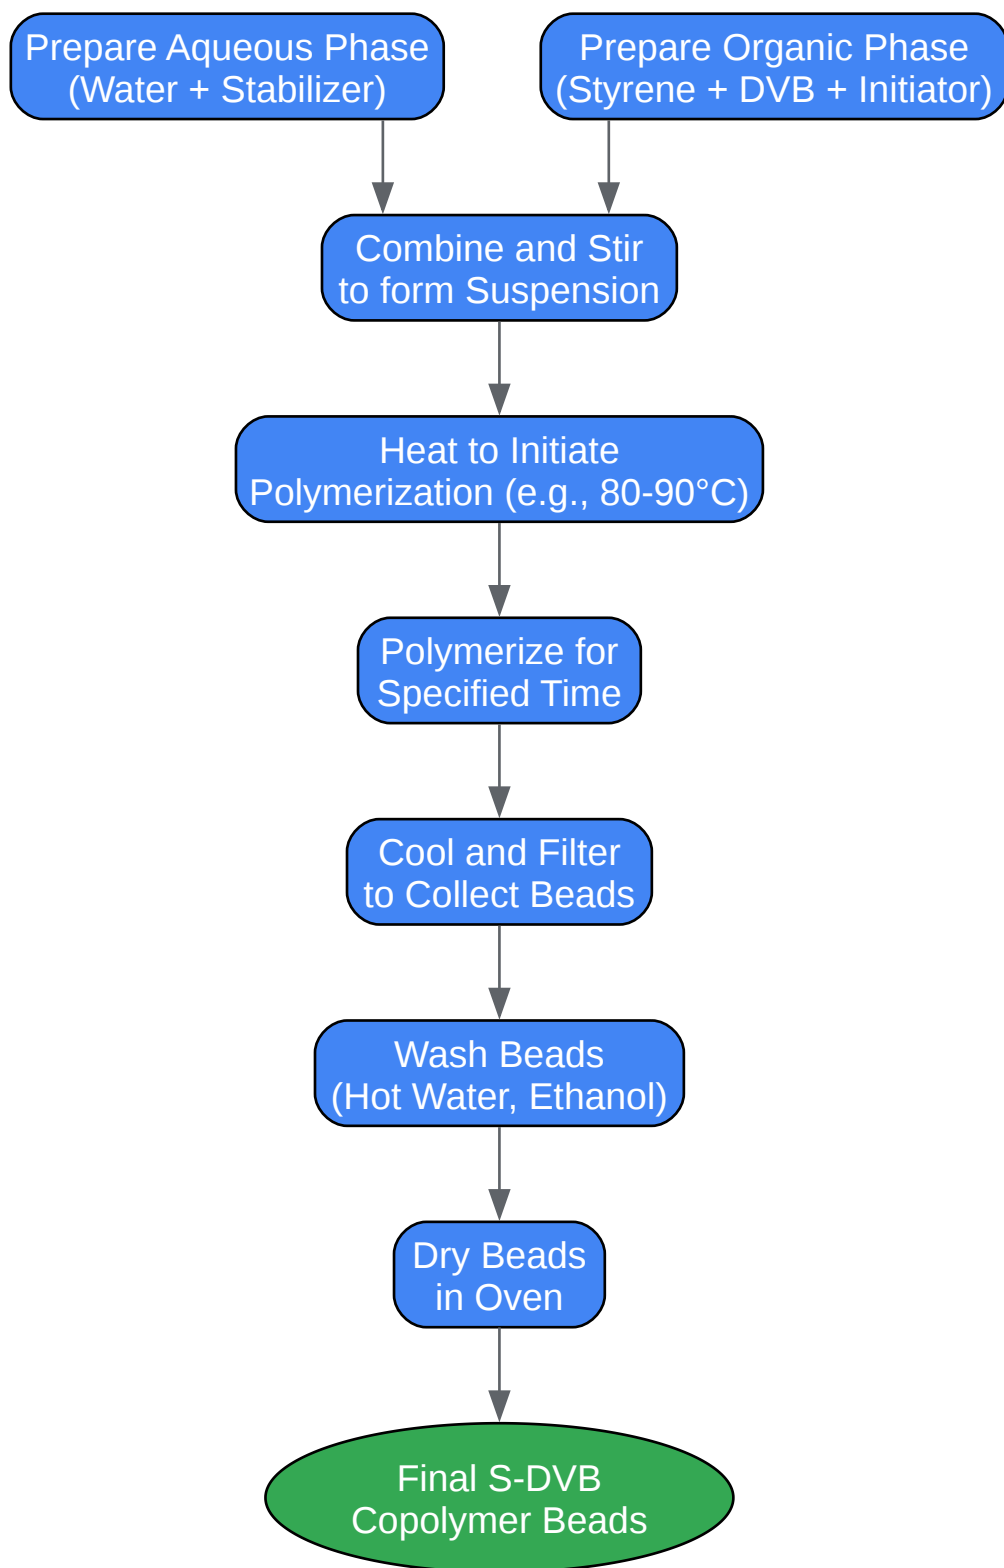 Prepare Aqueous Phase
(Water + Stabilizer)
Prepare Organic Phase
(Styrene + DVB + Initiator)
Combine and Stir
to form Suspension
Heat to Initiate
Polymerization (e.g., 80-90°C)
Polymerize for
Specified Time
Cool and Filter
to Collect Beads
Wash Beads
(Hot Water, Ethanol)
Dry Beads
in Oven
Final S-DVB
Copolymer Beads